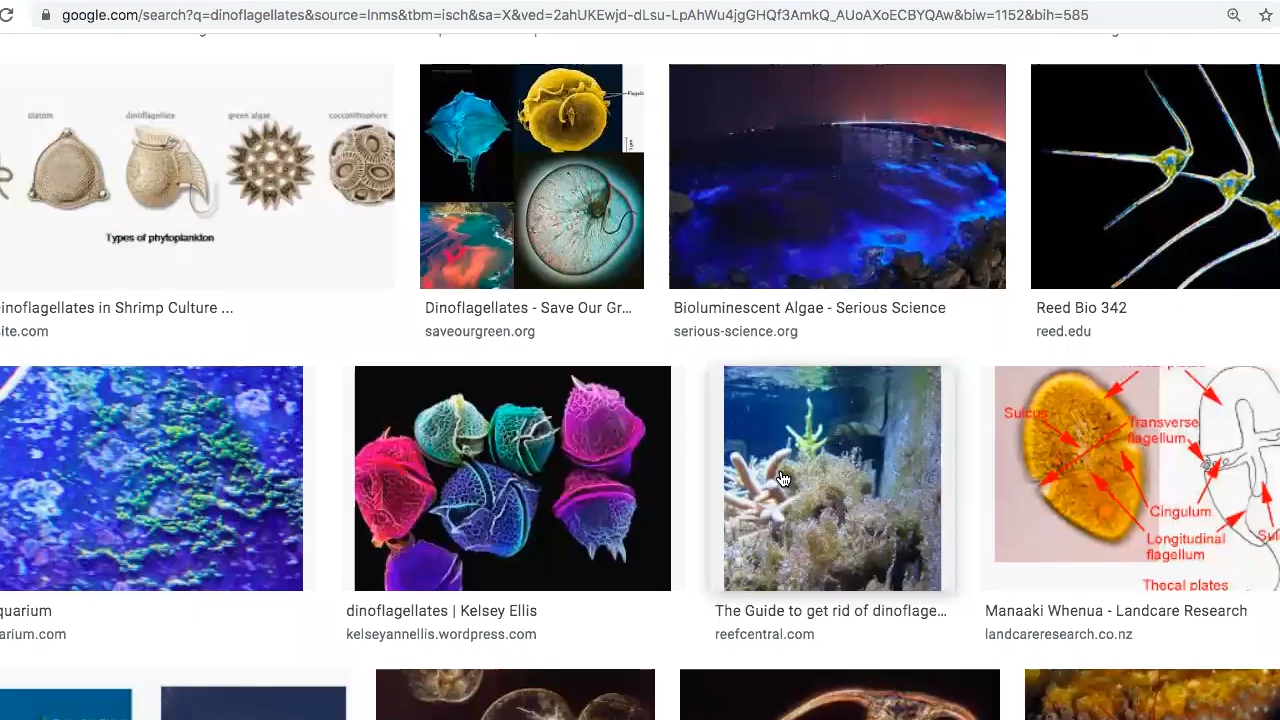 google.com/search?q=dinoflagellates&source=lnms&tbm=isch&sa=X&ved=2ahUKEwjd-dLsu-LpAhWu4jgGHQf3AmkQ_AUoAXoECBYQAw&biw=1152&bih=585
diatom
dinoflagellate
green algae
coccolithophore
Types of phytoplankton
inoflagellates in Shrimp Culture ...
site.com
Dinoflagellates - Save Our Gr...
saveourgreen.org
Bioluminescent Algae - Serious Science
serious-science.org
Reed Bio 342
reed.edu
Sulcus
Transverse
flagellum
Cingulum
Longitudinal
flagellum
Thecal plates
quarium
arium.com
dinoflagellates | Kelsey Ellis
kelseyannellis.wordpress.com
The Guide to get rid of dinoflage...
reefcentral.com
Manaaki Whenua - Landcare Research
landcareresearch.co.nz